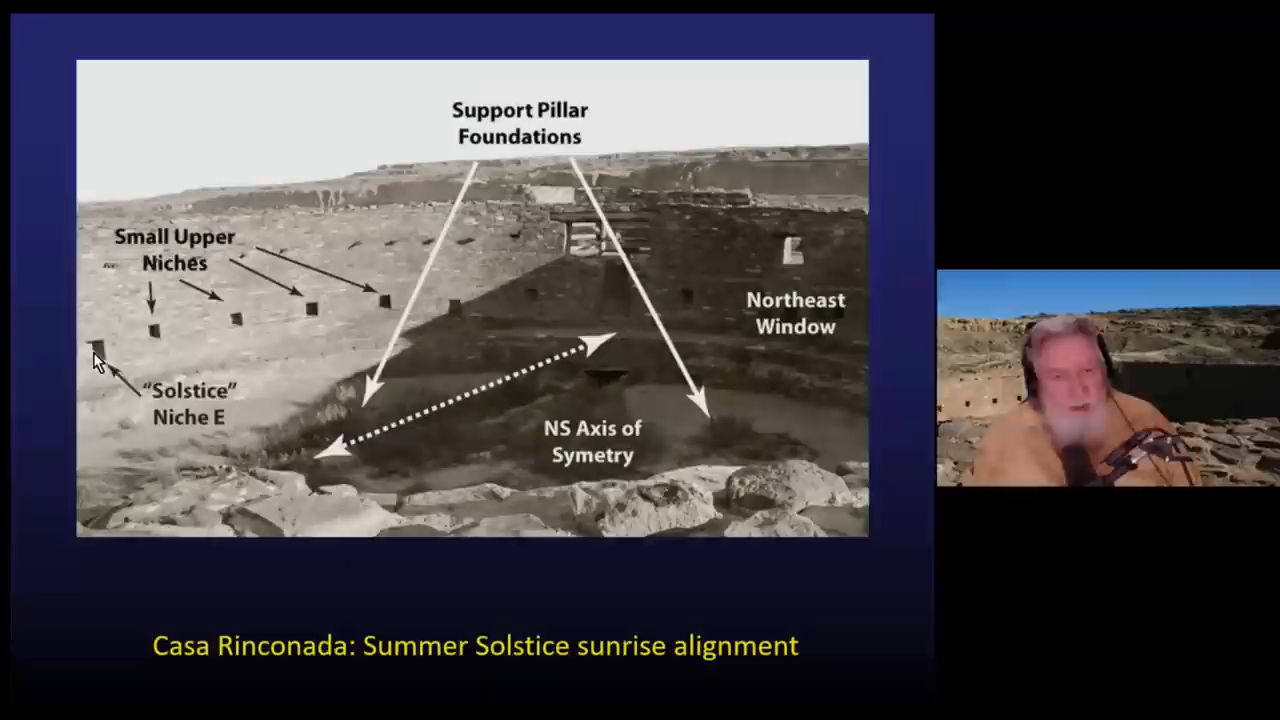 Support Pillar
Foundations
Small Upper
Niches
Northeast
Window
"Solstice"
Niche E
NS Axis of
Symetry
Casa Rinconada: Summer Solstice sunrise alignment